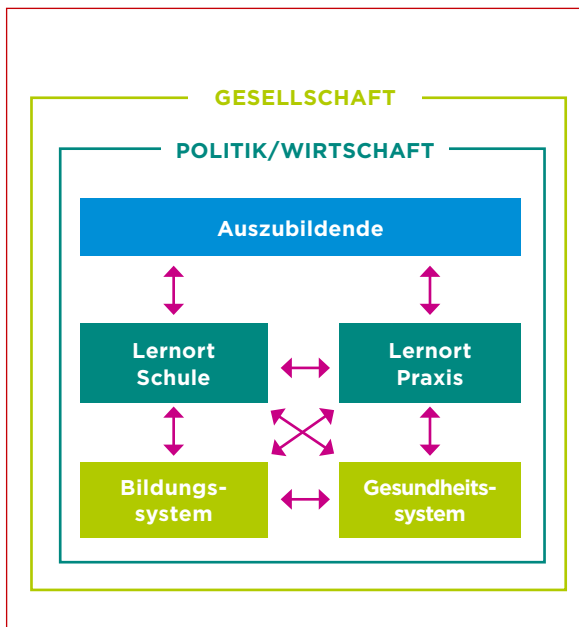 GESELLSCHAFT
POLITIK/WIRTSCHAFT
Auszubildende
Lernort
Schule
Lernort
Praxis
Bildungs-
system
Gesundheits-
system